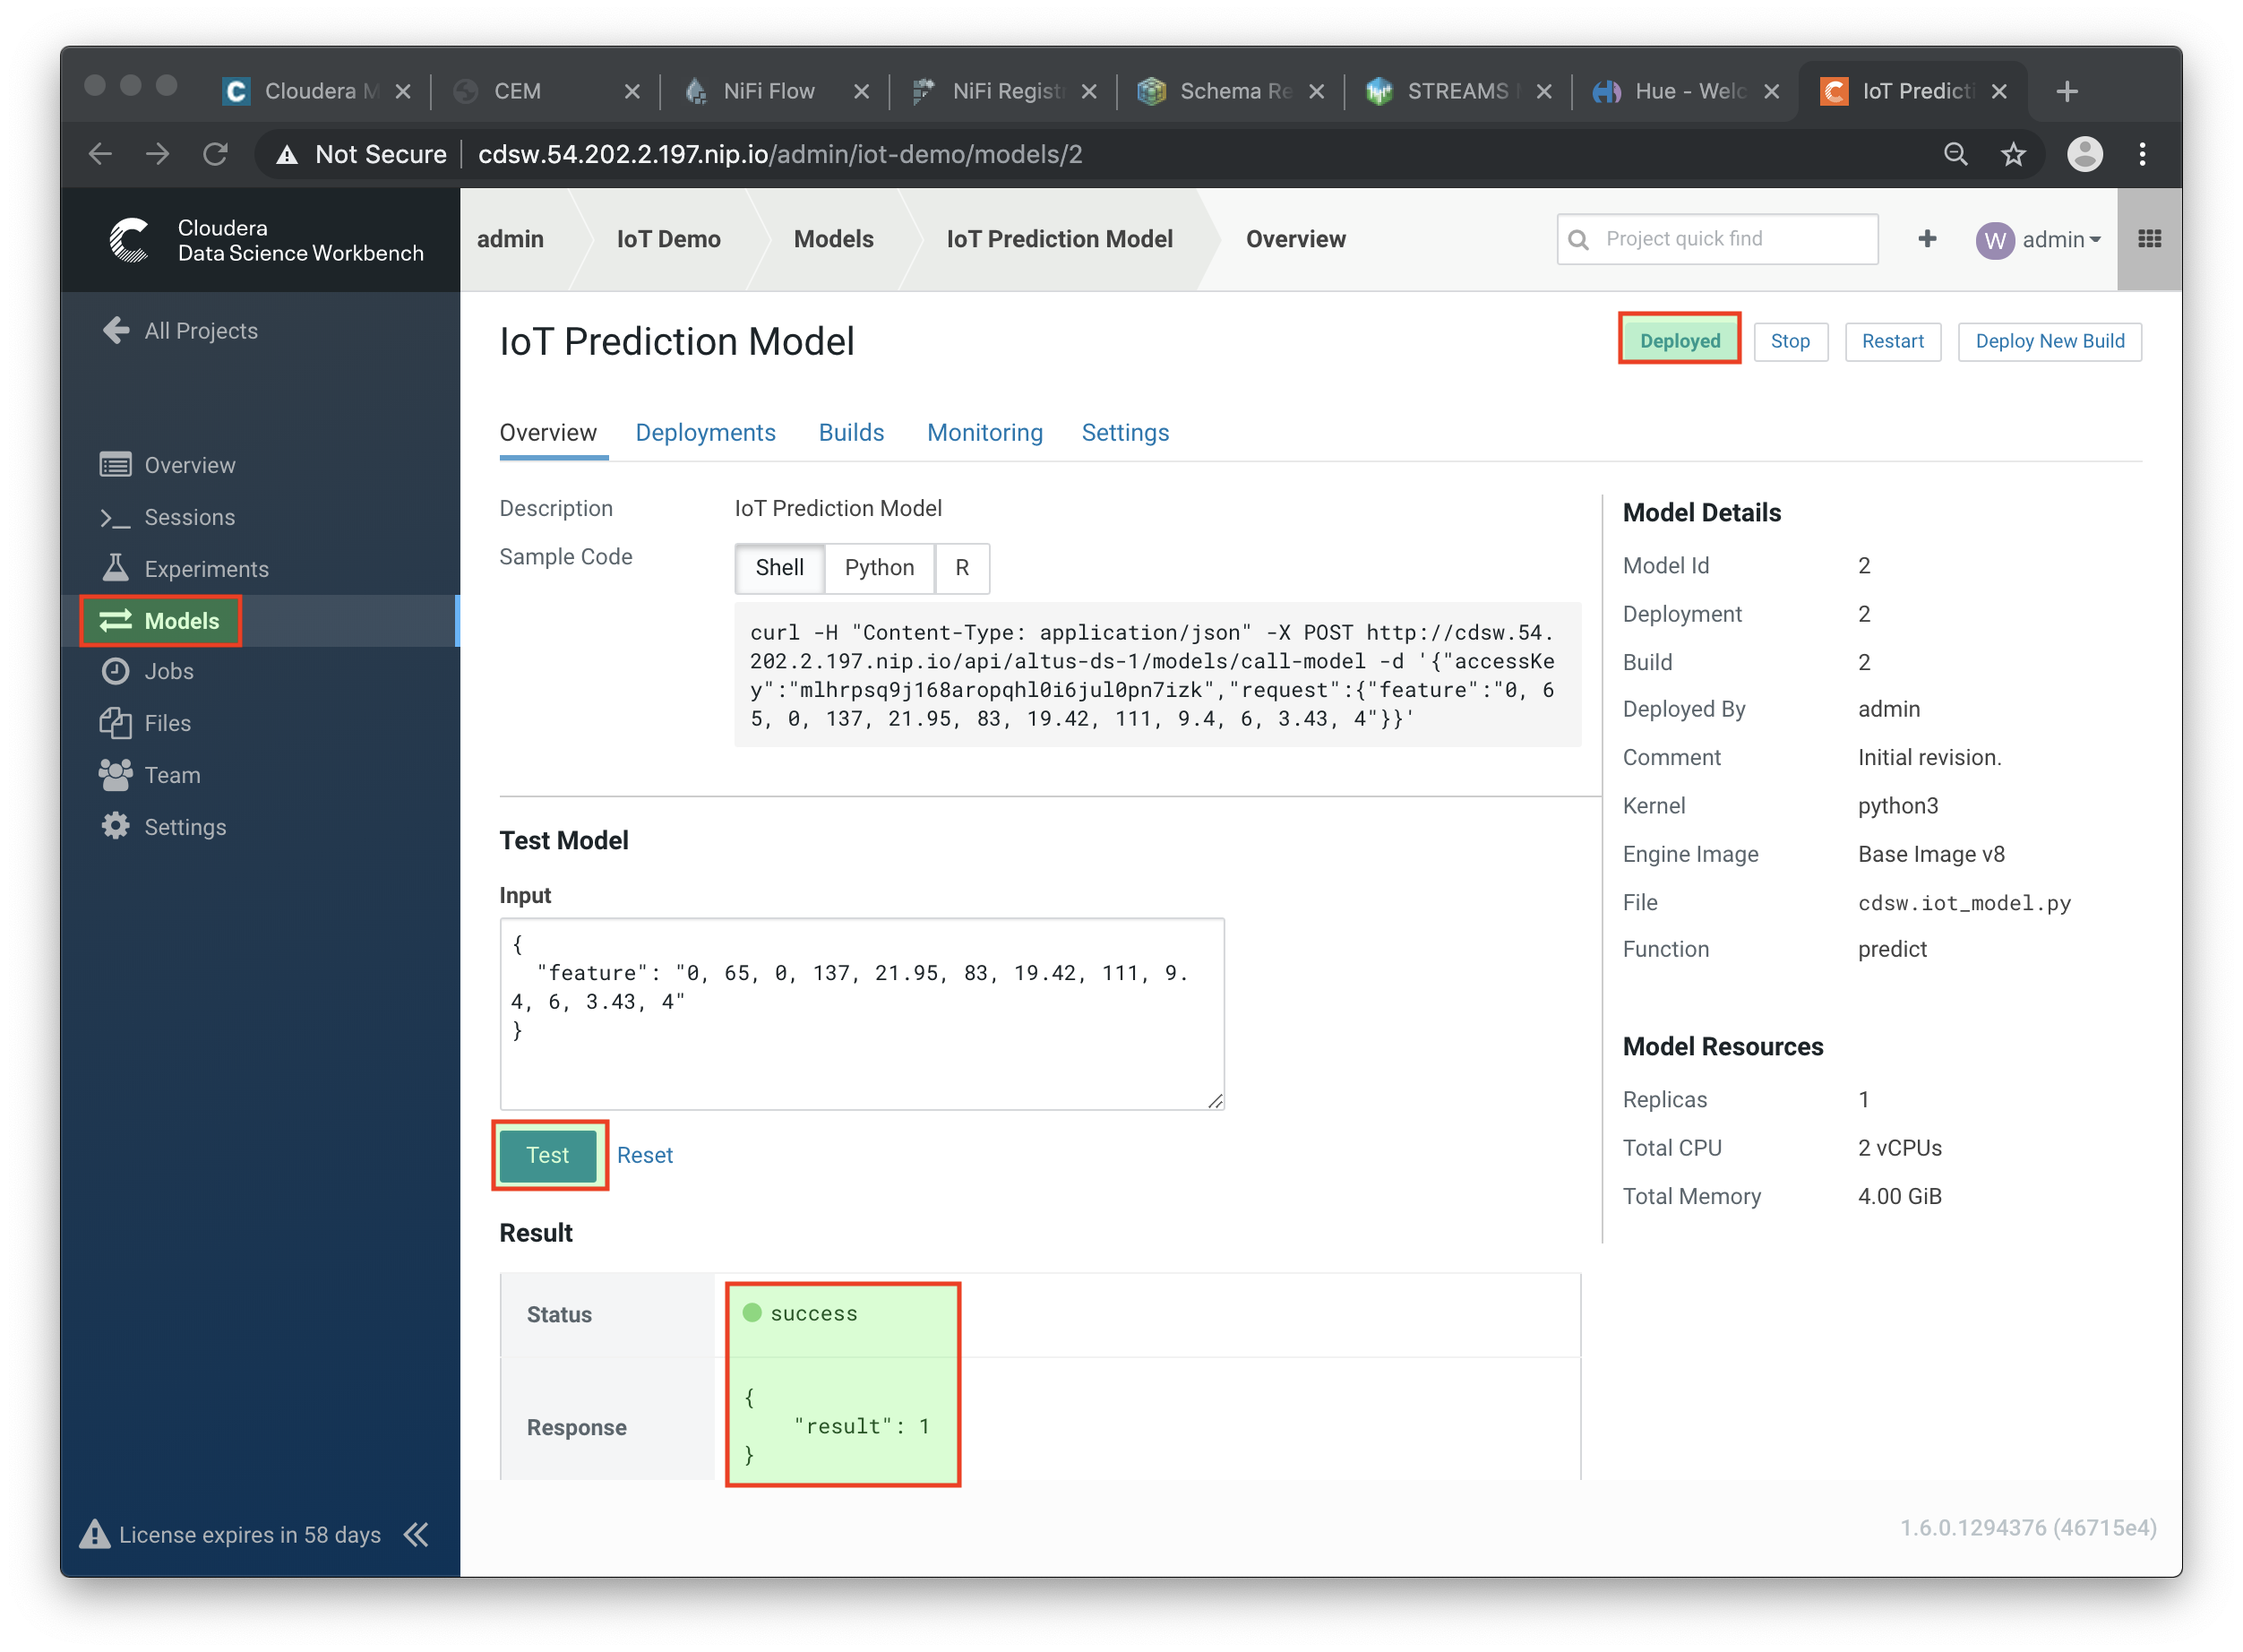 Cloudera M
CEM
NiFi Flow
NiFi Regist
Schema Re
STREAMS
Hue - Welc
IoT Predict
Not Secure
cdsw.54.202.2.197.nip.io/admin/iot-demo/models/2
Cloudera
Data Science Workbench
admin
IoT Demo
Models
IoT Prediction Model
Overview
Project quick find
W
admin
All Projects
Overview
Sessions
Experiments
Models
Jobs
Files
Team
Settings
License expires in 58 days
IoT Prediction Model
Deployed
Stop
Restart
Deploy New Build
Overview
Deployments
Builds
Monitoring
Settings
Description
IoT Prediction Model
Sample Code
Shell
Python
R
curl -H "Content-Type: application/json" -X POST http://cdsw.54.
202.2.197.nip.io/api/altus-ds-1/models/call-model -d '{"accessKe
y":"mlhrpsq9j168aropqhl0i6jul0pn7izk","request":{"feature":"0, 6
5, 0, 137, 21.95, 83, 19.42, 111, 9.4, 6, 3.43, 4"}}'
Test Model
Input
{
"feature": "0, 65, 0, 137, 21.95, 83, 19.42, 111, 9.
4, 6, 3.43, 4"
}
Test
Reset
Result
Status
success
Response
{
"result": 1
}
Model Details
Model Id
2
Deployment
2
Build
2
Deployed By
admin
Comment
Initial revision.
Kernel
python3
Engine Image
Base Image v8
File
cdsw.iot_model.py
Function
predict
Model Resources
Replicas
1
Total CPU
2 vCPUs
Total Memory
4.00 GiB
1.6.0.1294376 (46715e4)